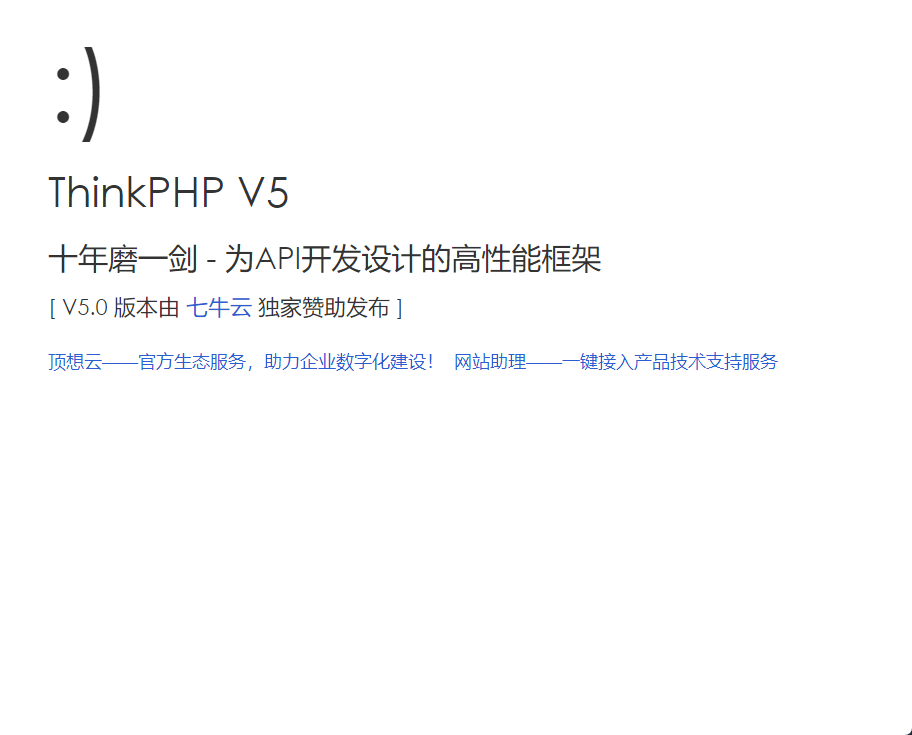 :)
ThinkPHP V5
十年磨一剑 - 为API开发设计的高性能框架
[ V5.0 版本由 七牛云 独家赞助发布 ]
顶想云——官方生态服务，助力企业数字化建设！ 网站助理——一键接入产品技术支持服务